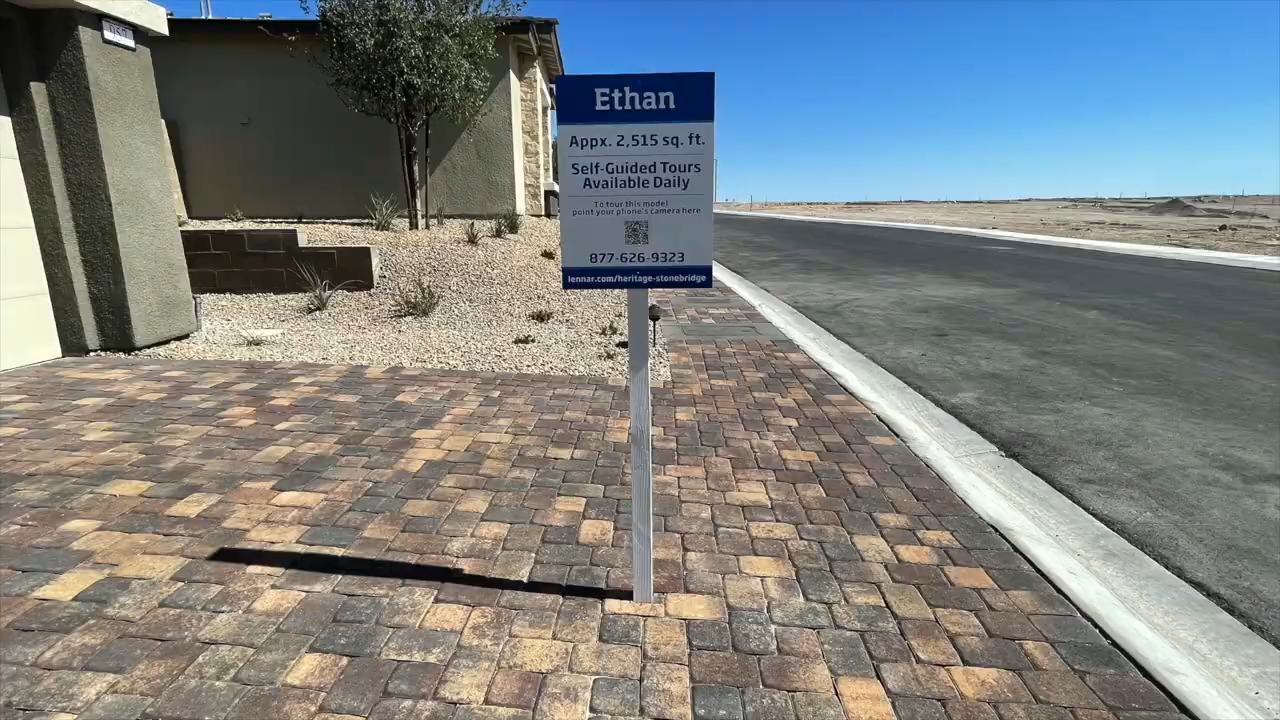 957
Ethan
Appx. 2,515 sq. ft.
Self-Guided Tours
Available Daily
To tour this model
point your phone's camera here
877-626-9323
lennar.com/heritage-stonebridge